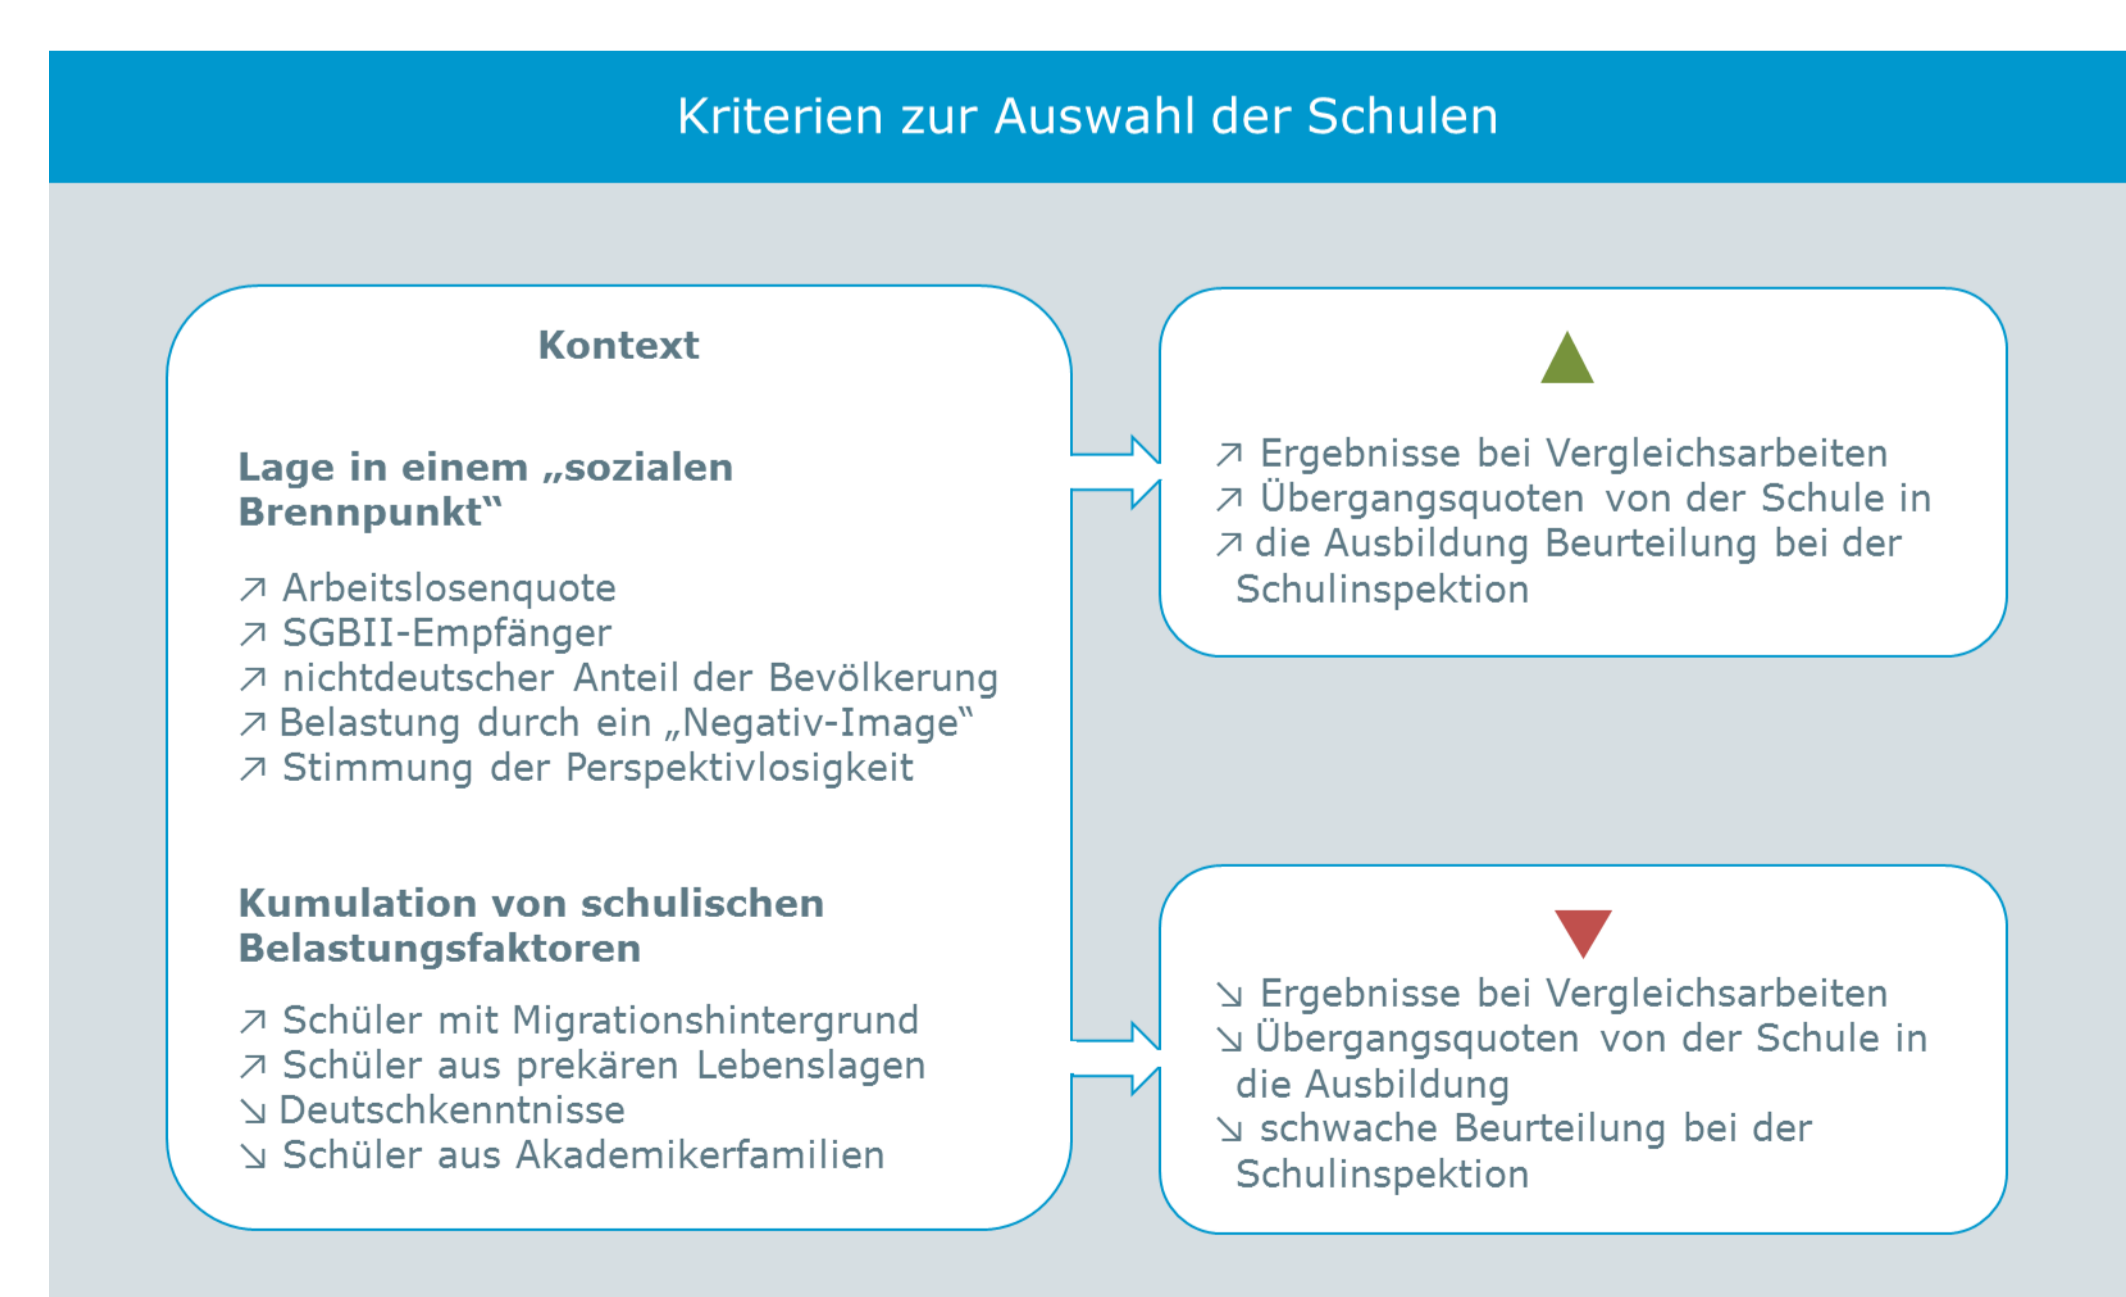 Kriterien zur Auswahl der Schulen
Kontext
Lage in einem „sozialen
Brennpunkt“
↗ Arbeitslosenquote
↗ SGBII-Empfänger
↗ nichtdeutscher Anteil der Bevölkerung
↗ Belastung durch ein „Negativ-Image“
↗ Stimmung der Perspektivlosigkeit
Kumulation von schulischen
Belastungsfaktoren
↗ Schüler mit Migrationshintergrund
↗ Schüler aus prekären Lebenslagen
↘ Deutschkenntnisse
↘ Schüler aus Akademikerfamilien
↗ Ergebnisse bei Vergleichsarbeiten
↗ Übergangsquoten von der Schule in
↗ die Ausbildung Beurteilung bei der
Schulinspektion
↘ Ergebnisse bei Vergleichsarbeiten
↘ Übergangsquoten von der Schule in
die Ausbildung
↘ schwache Beurteilung bei der
Schulinspektion